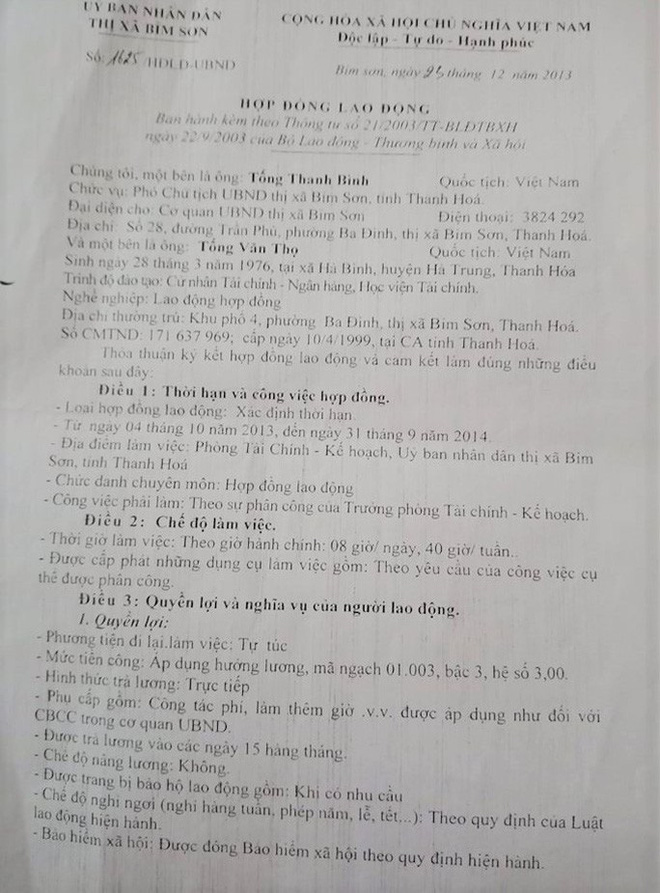 UỶ BAN NHÂN DÂN
THỊ XÃ BỈM SƠN
Số: 1625/HĐLĐ-UBND
CỘNG HÒA XÃ HỘI CHỦ NGHĨA VIỆT NAM
Độc lập - Tự do - Hạnh phúc
Bỉm sơn, ngày 25 tháng 12 năm 2013
HỢP ĐỒNG LAO ĐỘNG
Ban hành kèm theo Thông tư số 21/2003/TT-BLĐTBXH
ngày 22/9/2003 của Bộ Lao động - Thương binh và Xã hội
Chúng tôi, một bên là ông: Tống Thanh Bình Quốc tịch: Việt Nam
Chức vụ: Phó Chủ tịch UBND thị xã Bỉm Sơn, tỉnh Thanh Hoá.
Đại diện cho: Cơ quan UBND thị xã Bỉm Sơn Điện thoại: 3824 292
Địa chỉ: Số 28, đường Trần Phú, phường Ba Đình, thị xã Bỉm Sơn, Thanh Hoá.
Và một bên là ông: Tống Văn Thọ Quốc tịch: Việt Nam
Sinh ngày 28 tháng 3 năm 1976, tại xã Hà Bình, huyện Hà Trung, Thanh Hóa
Trình độ đào tạo: Cử nhân Tài chính - Ngân hàng, Học viện Tài chính.
Nghề nghiệp: Lao động hợp đồng
Địa chỉ thường trú: Khu phố 4, phường Ba Đình, thị xã Bỉm Sơn, Thanh Hoá.
Số CMTND: 171 637 969; cấp ngày 10/4/1999, tại CA tỉnh Thanh Hoá.
Thỏa thuận ký kết hợp đồng lao động và cam kết làm đúng những điều
khoản sau đây:
Điều 1: Thời hạn và công việc hợp đồng.
- Loại hợp đồng lao động: Xác định thời hạn.
- Từ ngày 04 tháng 10 năm 2013, đến ngày 31 tháng 9 năm 2014.
- Địa điểm làm việc: Phòng Tài Chính - Kế hoạch, Uỷ ban nhân dân thị xã Bỉm
Sơn, tỉnh Thanh Hoá
- Chức danh chuyên môn: Hợp đồng lao động
- Công việc phải làm: Theo sự phân công của Trưởng phòng Tài chính - Kế hoạch.
Điều 2: Chế độ làm việc.
- Thời giờ làm việc: Theo giờ hành chính: 08 giờ/ ngày, 40 giờ/ tuần..
- Được cấp phát những dụng cụ làm việc gồm: Theo yêu cầu của công việc cụ
thể được phân công.
Điều 3: Quyền lợi và nghĩa vụ của người lao động.
1. Quyền lợi:
- Phương tiện đi lại.làm việc: Tự túc
- Mức tiền công: Áp dụng hưởng lương, mã ngạch 01.003, bậc 3, hệ số 3,00.
- Hình thức trả lương: Trực tiếp
- Phụ cấp gồm: Công tác phí, làm thêm giờ .v.v. được áp dụng như đối với
CBCC trong cơ quan UBND.
- Được trả lương vào các ngày 15 hàng tháng.
- Chế độ nâng lương: Không.
- Được trang bị bảo hộ lao động gồm: Khi có nhu cầu
- Chế độ nghỉ ngơi (nghỉ hàng tuần, phép năm, lễ, tết...): Theo quy định của Luật
lao động hiện hành.
- Bảo hiểm xã hội: Được đóng Bảo hiểm xã hội theo quy định hiện hành.